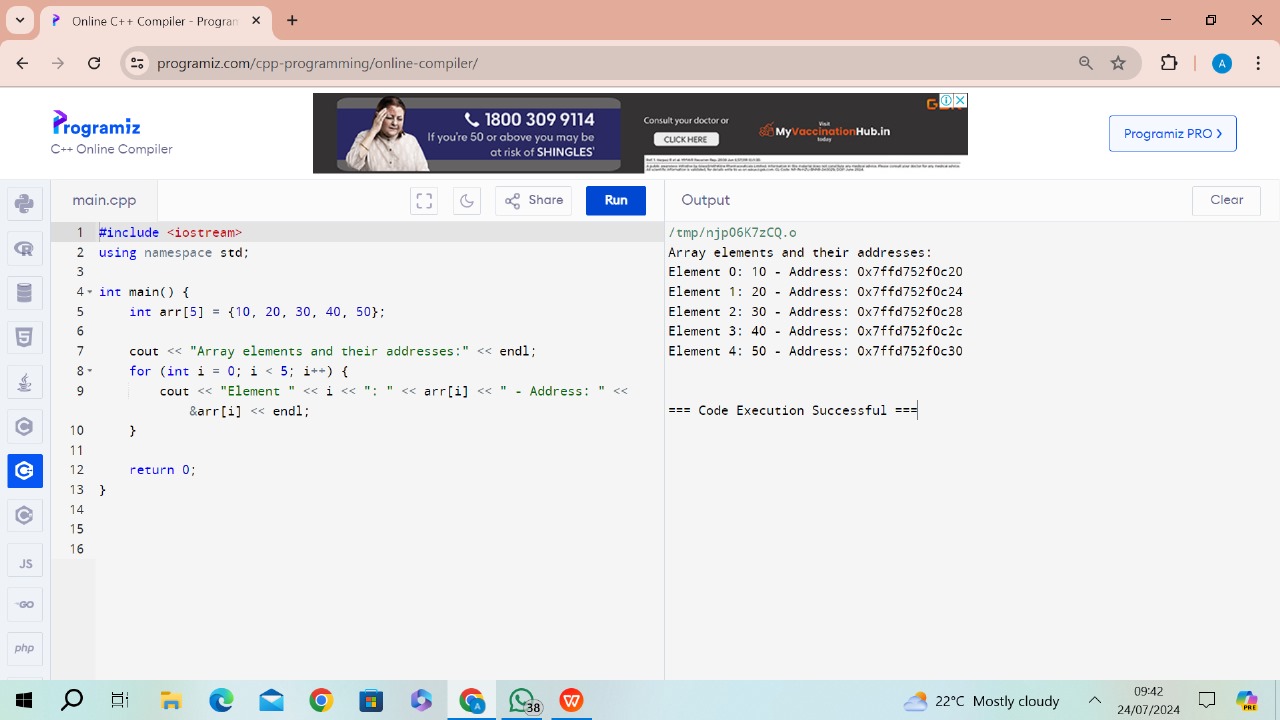 Online C++ Compiler - Program
programiz.com/cpp-programming/online-compiler/
A
Programiz
C++ Online Compiler
1800 309 9114
If you're 50 or above you may be
at risk of SHINGLES*
Consult your doctor or
CLICK HERE
Visit
MyVaccinationHub.in
today
Programiz PRO ❯
main.cpp
Share
Run
Output
Clear
1 #include <iostream>
2 using namespace std;
3
4 int main() {
5 int arr[5] = {10, 20, 30, 40, 50};
6
7 cout << "Array elements and their addresses:" << endl;
8 for (int i = 0; i < 5; i++) {
9 cout << "Element " << i << ": " << arr[i] << " - Address: " <<
&arr[i] << endl;
10 }
11
12 return 0;
13 }
14
15
16
/tmp/njpO6K7zCQ.o
Array elements and their addresses:
Element 0: 10 - Address: 0x7ffd752f0c20
Element 1: 20 - Address: 0x7ffd752f0c24
Element 2: 30 - Address: 0x7ffd752f0c28
Element 3: 40 - Address: 0x7ffd752f0c2c
Element 4: 50 - Address: 0x7ffd752f0c30
=== Code Execution Successful ===
JS
GO
php
38
22°C Mostly cloudy
09:42
24/07/2024
PRE